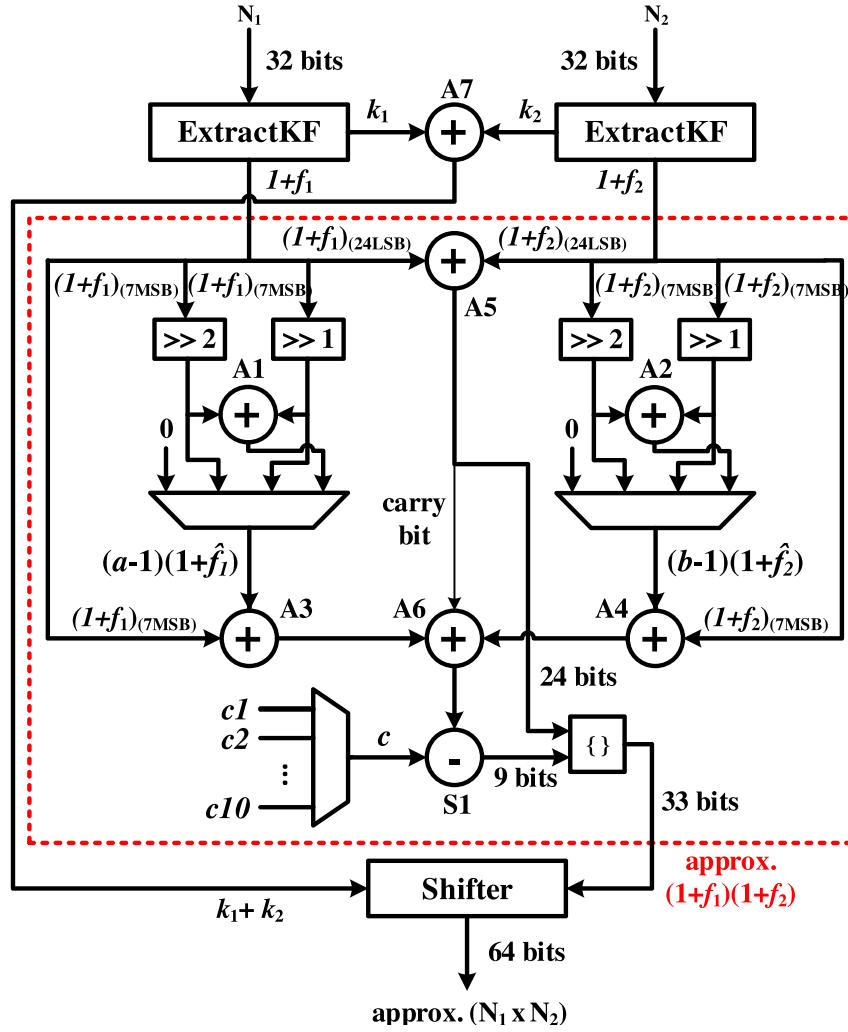 N₁ N₂
32 bits 32 bits
A7
ExtractKF k₁ + k₂ ExtractKF
1+f₁ 1+f₂
(1+f₁)(24LSB) + (1+f₂)(24LSB)
(1+f₁)(7MSB) (1+f₁)(7MSB) A5 (1+f₂)(7MSB) (1+f₂)(7MSB)
>> 2 >> 1 >> 2 >> 1
A1 A2
0 + 0 +
carry
bit
(a-1)(1+f̂₁) (b-1)(1+f̂₂)
A3 A6 A4
(1+f₁)(7MSB) + + + (1+f₂)(7MSB)
24 bits
c1
c2 c - { }
... 9 bits
c10 S1 33 bits
approx.
(1+f₁)(1+f₂)
Shifter
k₁+ k₂
64 bits
approx. (N₁ x N₂)